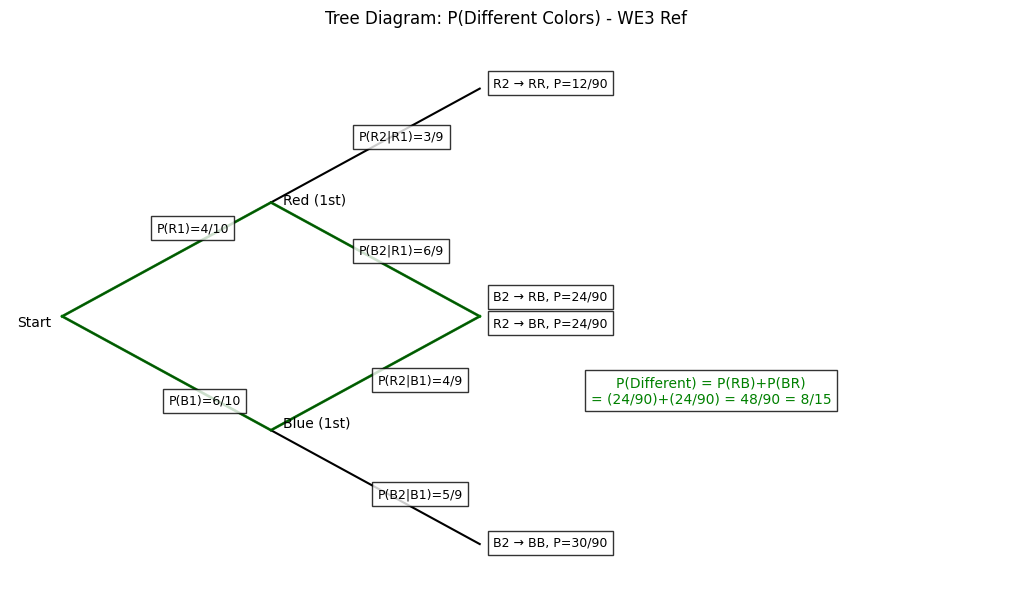 Tree Diagram: P(Different Colors) - WE3 Ref
R2 → RR, P=12/90
P(R2|R1)=3/9
Red (1st)
P(R1)=4/10
P(B2|R1)=6/9
B2 → RB, P=24/90
Start
R2 → BR, P=24/90
P(R2|B1)=4/9
P(Different) = P(RB)+P(BR)
= (24/90)+(24/90) = 48/90 = 8/15
P(B1)=6/10
Blue (1st)
P(B2|B1)=5/9
B2 → BB, P=30/90